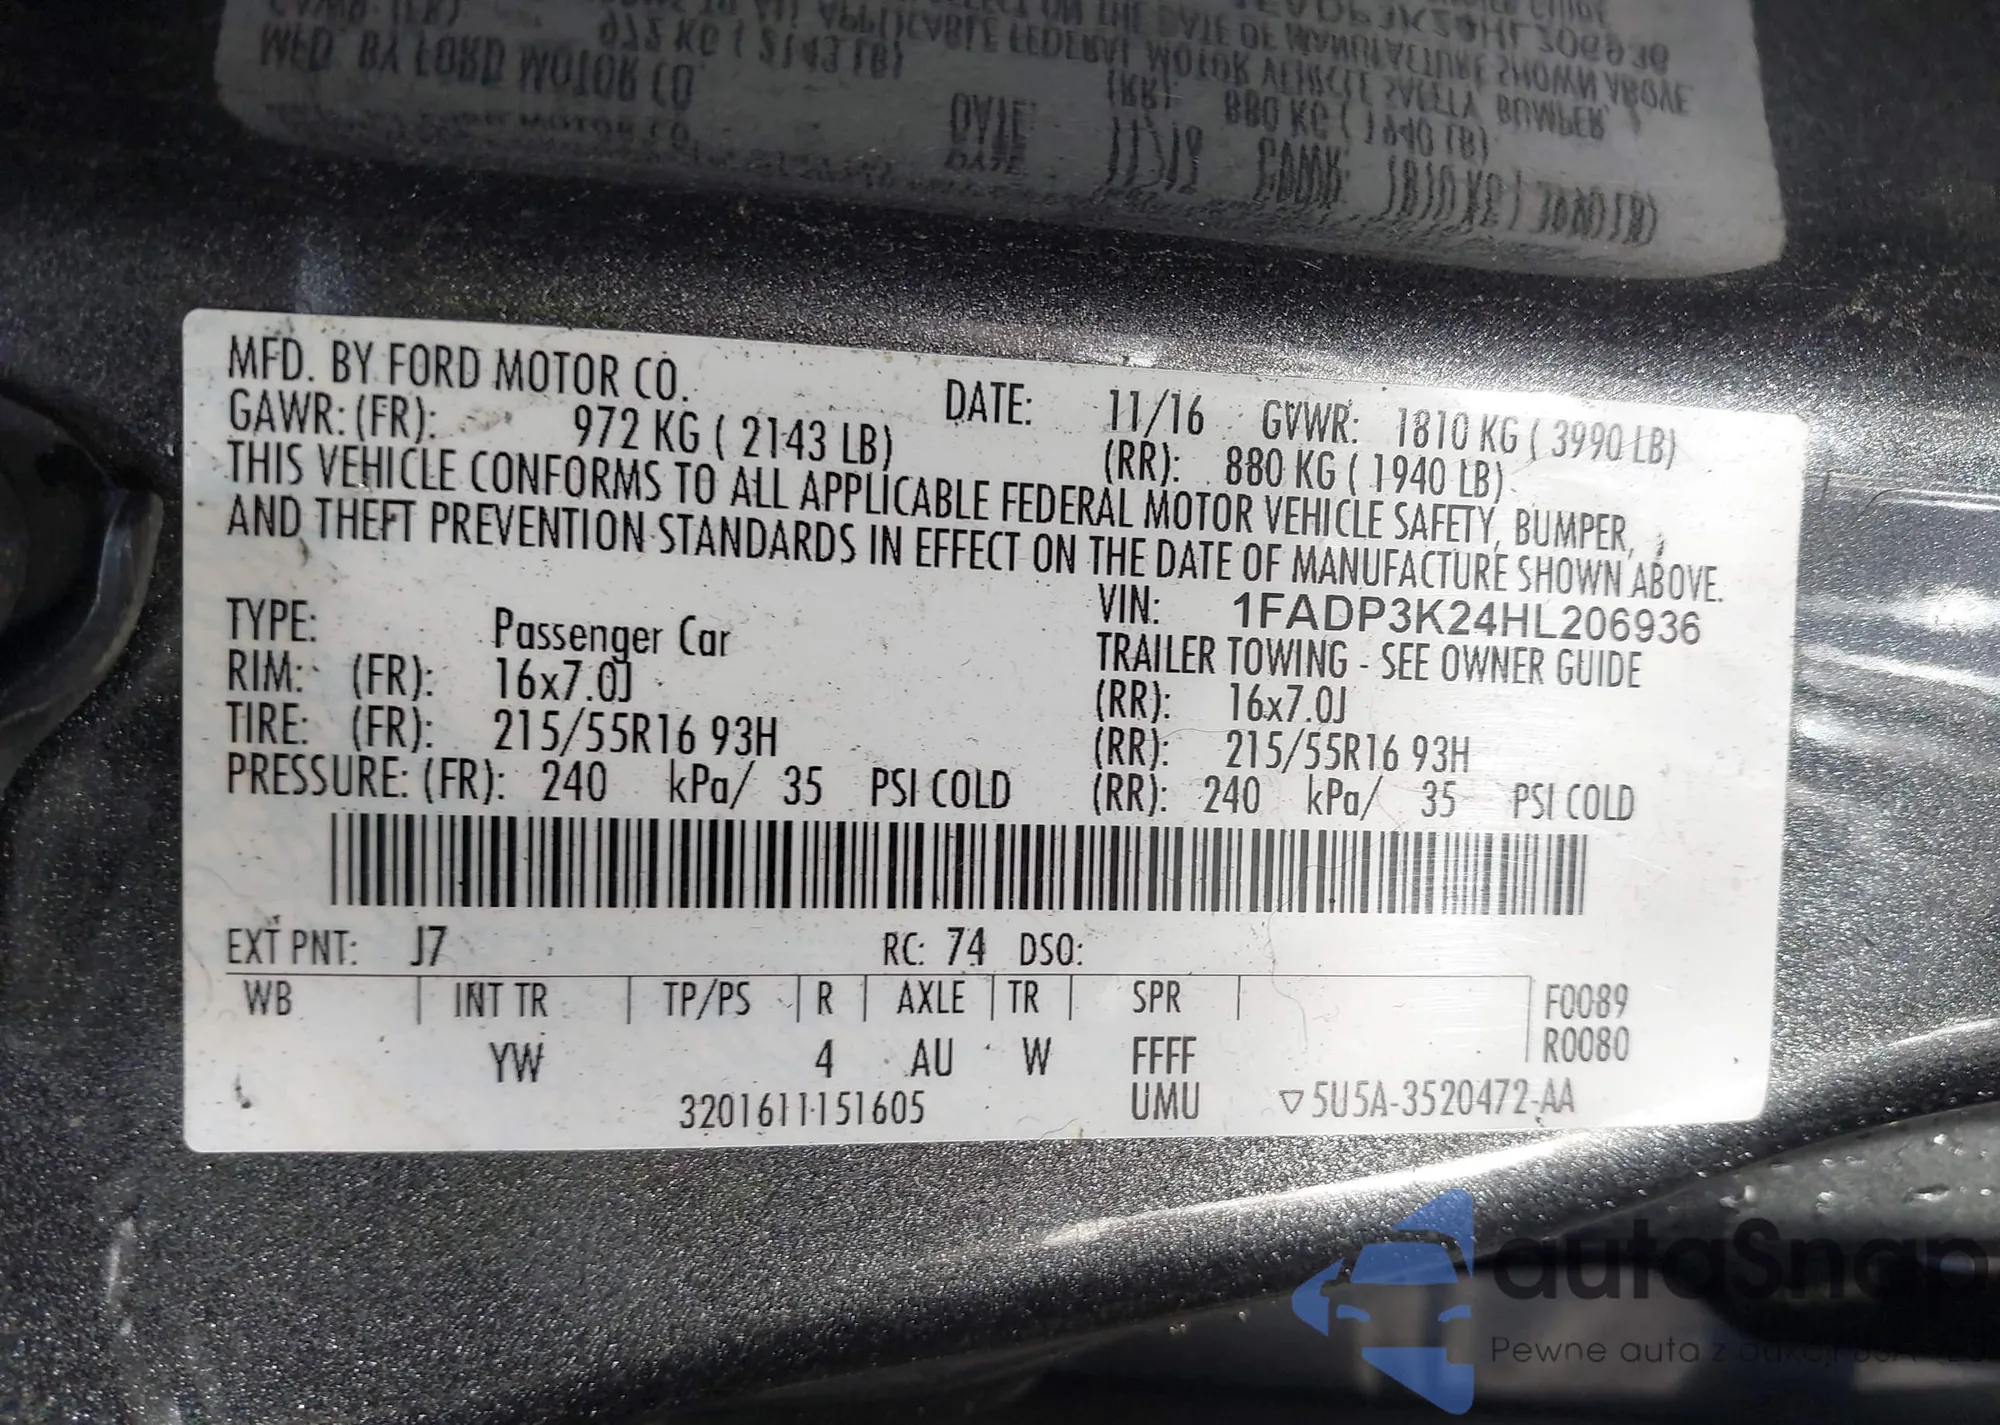 MFD. BY FORD MOTOR CO. DATE: 11/16 GVWR: 1810 KG ( 3990 LB)
GAWR: (FR): 972 KG ( 2143 LB) (RR): 880 KG ( 1940 LB)
THIS VEHICLE CONFORMS TO ALL APPLICABLE FEDERAL MOTOR VEHICLE SAFETY, BUMPER,
AND THEFT PREVENTION STANDARDS IN EFFECT ON THE DATE OF MANUFACTURE SHOWN ABOVE.
VIN: 1FADP3K24HL206936
TYPE: Passenger Car TRAILER TOWING - SEE OWNER GUIDE
RIM: (FR): 16x7.0J (RR): 16x7.0J
TIRE: (FR): 215/55R16 93H (RR): 215/55R16 93H
PRESSURE: (FR): 240 kPa/ 35 PSI COLD (RR): 240 kPa/ 35 PSI COLD
EXT PNT: J7 RC: 74 DSO:
WB INT TR TP/PS R AXLE TR SPR F0089
YW 4 AU W FFFF R0080
3201611151605 UMU ▽5U5A-3520472-AA
autoSnap
Pewne auta z aukcji